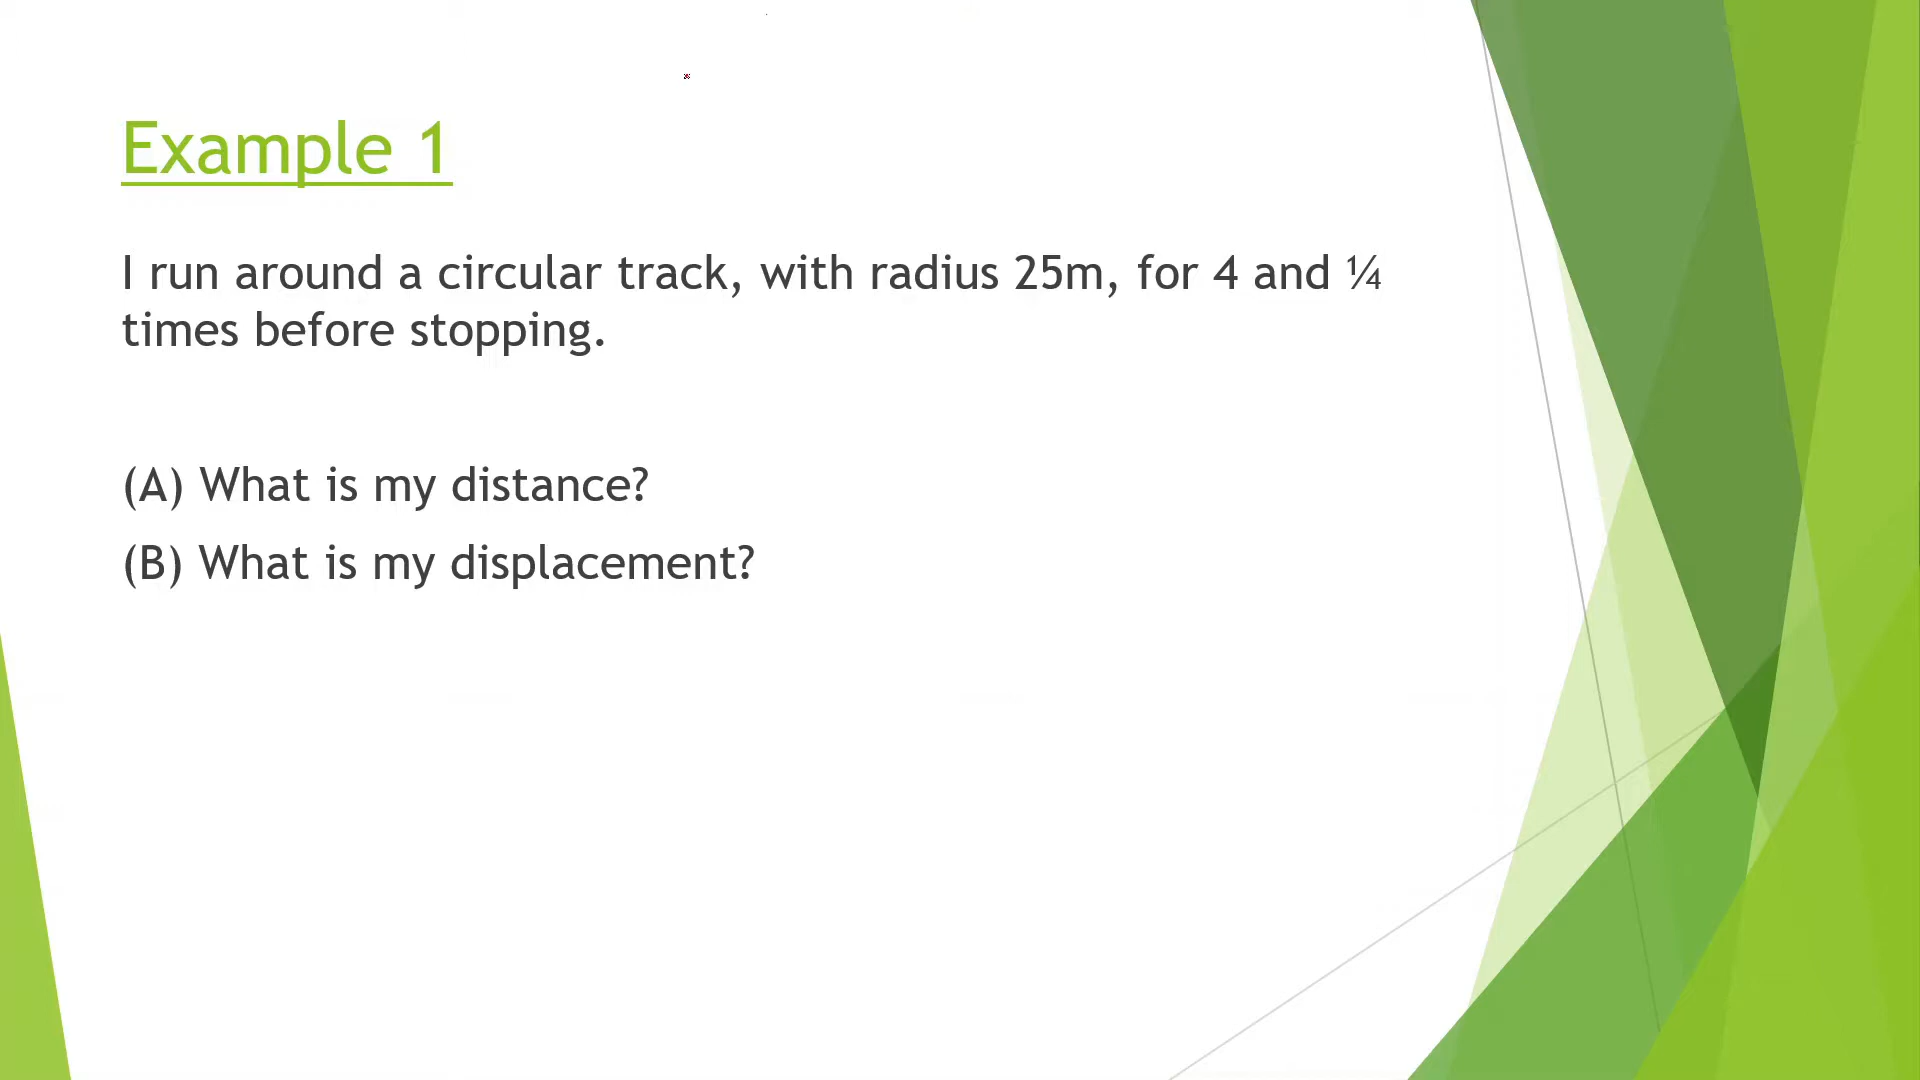 Example 1
I run around a circular track, with radius 25m, for 4 and ¼
times before stopping.
(A) What is my distance?
(B) What is my displacement?